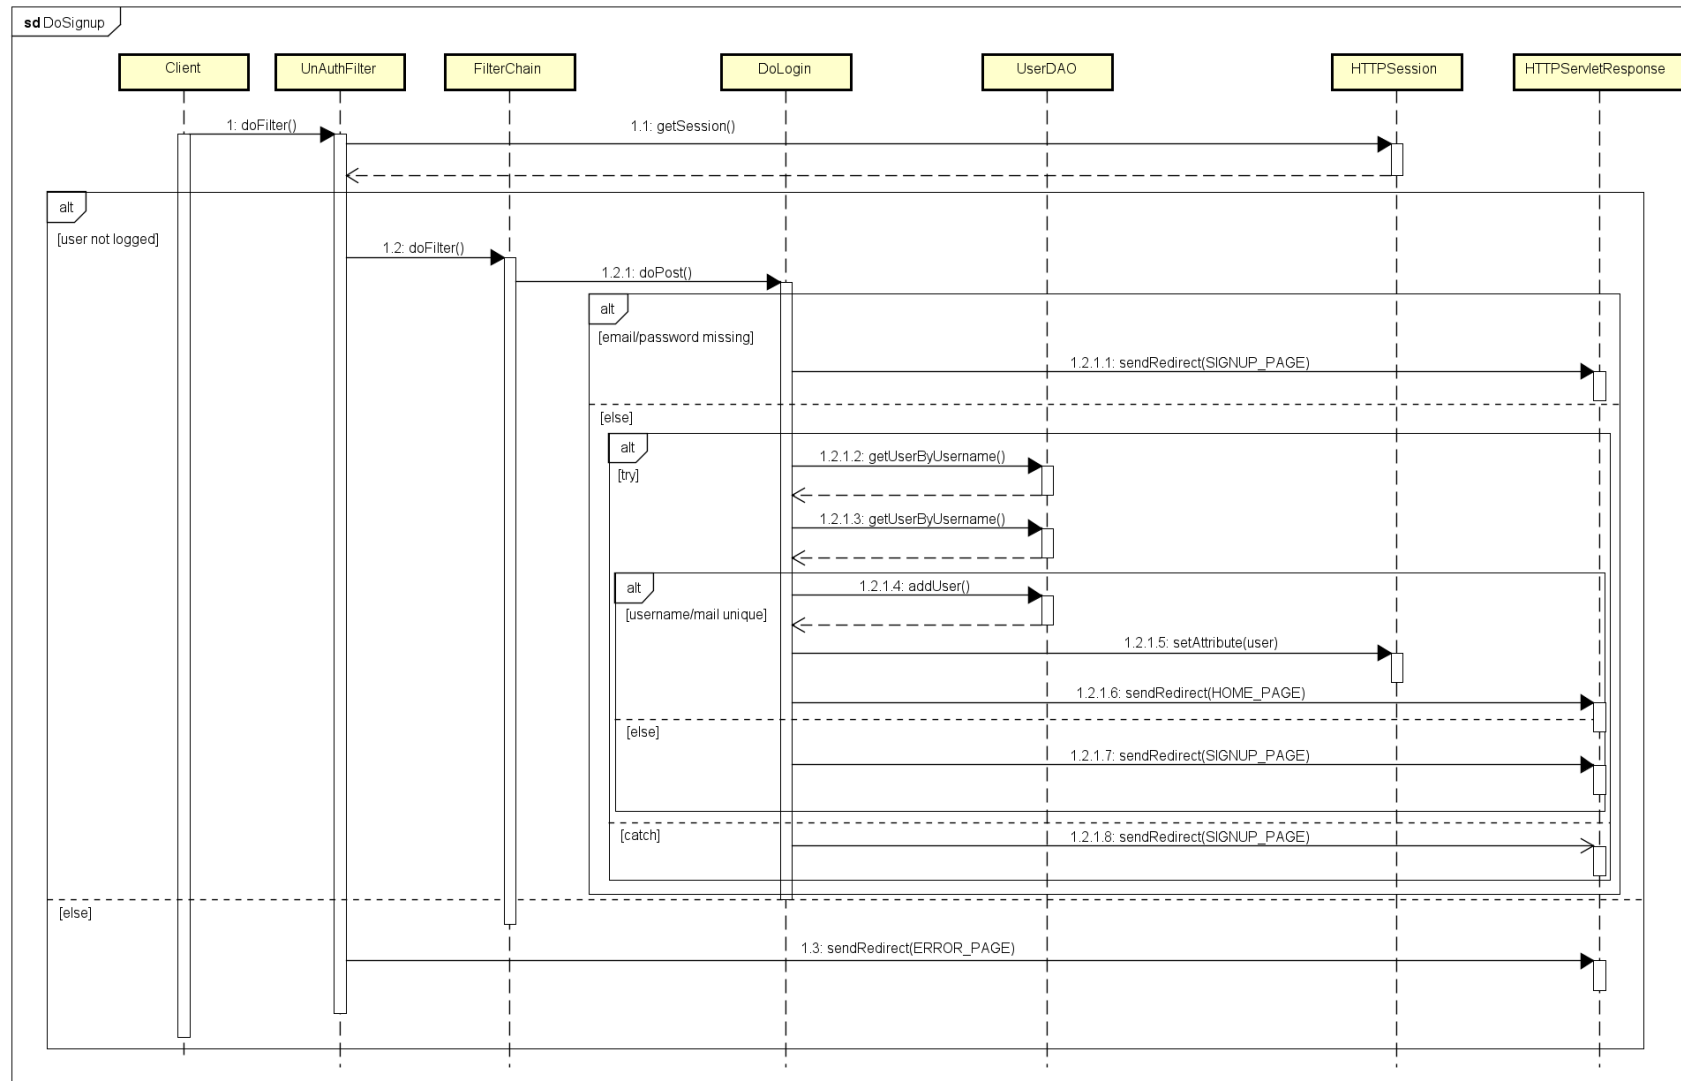 sd DoSignup
Client
UnAuthFilter
FilterChain
DoLogin
UserDAO
HTTPSession
HTTPServletResponse
1: doFilter()
1.1: getSession()
alt
[user not logged]
1.2: doFilter()
1.2.1: doPost()
alt
[email/password missing]
1.2.1.1: sendRedirect(SIGNUP_PAGE)
[else]
alt
[try]
1.2.1.2: getUserByUsername()
1.2.1.3: getUserByUsername()
alt
[username/mail unique]
1.2.1.4: addUser()
1.2.1.5: setAttribute(user)
1.2.1.6: sendRedirect(HOME_PAGE)
[else]
1.2.1.7: sendRedirect(SIGNUP_PAGE)
[catch]
1.2.1.8: sendRedirect(SIGNUP_PAGE)
[else]
1.3: sendRedirect(ERROR_PAGE)